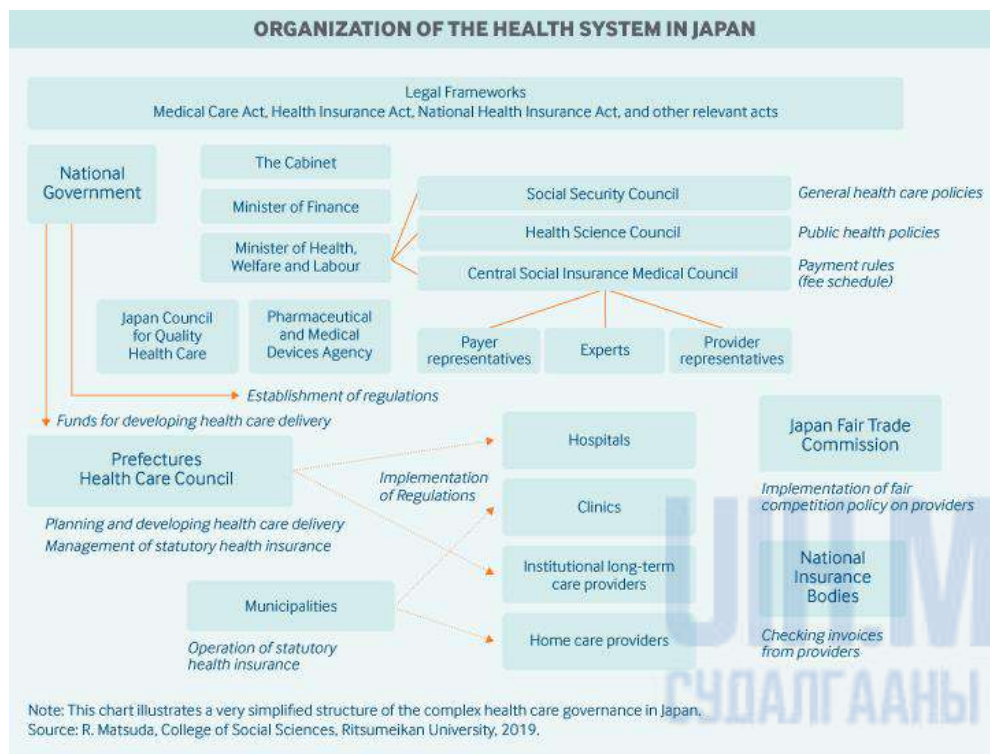 ORGANIZATION OF THE HEALTH SYSTEM IN JAPAN
Legal Frameworks
Medical Care Act, Health Insurance Act, National Health Insurance Act, and other relevant acts
National
Government
The Cabinet
Minister of Finance
Minister of Health,
Welfare and Labour
Social Security Council
General health care policies
Health Science Council
Public health policies
Central Social Insurance Medical Council
Payment rules
(fee schedule)
Japan Council
for Quality
Health Care
Pharmaceutical
and Medical
Devices Agency
Payer
representatives
Experts
Provider
representatives
Establishment of regulations
Funds for developing health care delivery
Prefectures
Health Care Council
Planning and developing health care delivery
Management of statutory health insurance
Implementation
of Regulations
Hospitals
Clinics
Institutional long-term
care providers
Home care providers
Municipalities
Operation of statutory
health insurance
Japan Fair Trade
Commission
Implementation of fair
competition policy on providers
National
Insurance
Bodies
Checking invoices
from providers
СУДАЛГААНЫ
Note: This chart illustrates a very simplified structure of the complex health care governance in Japan.
Source: R. Matsuda, College of Social Sciences, Ritsumeikan University, 2019.